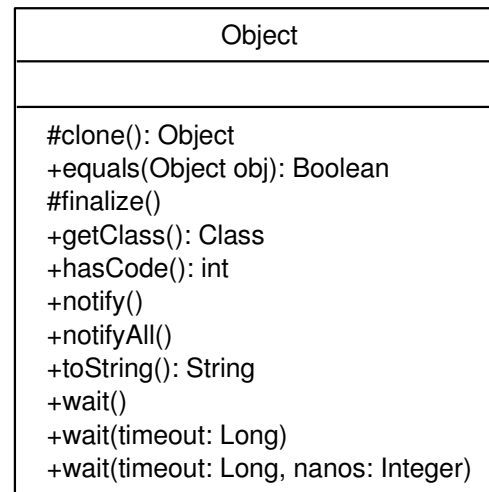 Object
#clone(): Object
+equals(Object obj): Boolean
#finalize()
+getClass(): Class
+hasCode(): int
+notify()
+notifyAll()
+toString(): String
+wait()
+wait(timeout: Long)
+wait(timeout: Long, nanos: Integer)